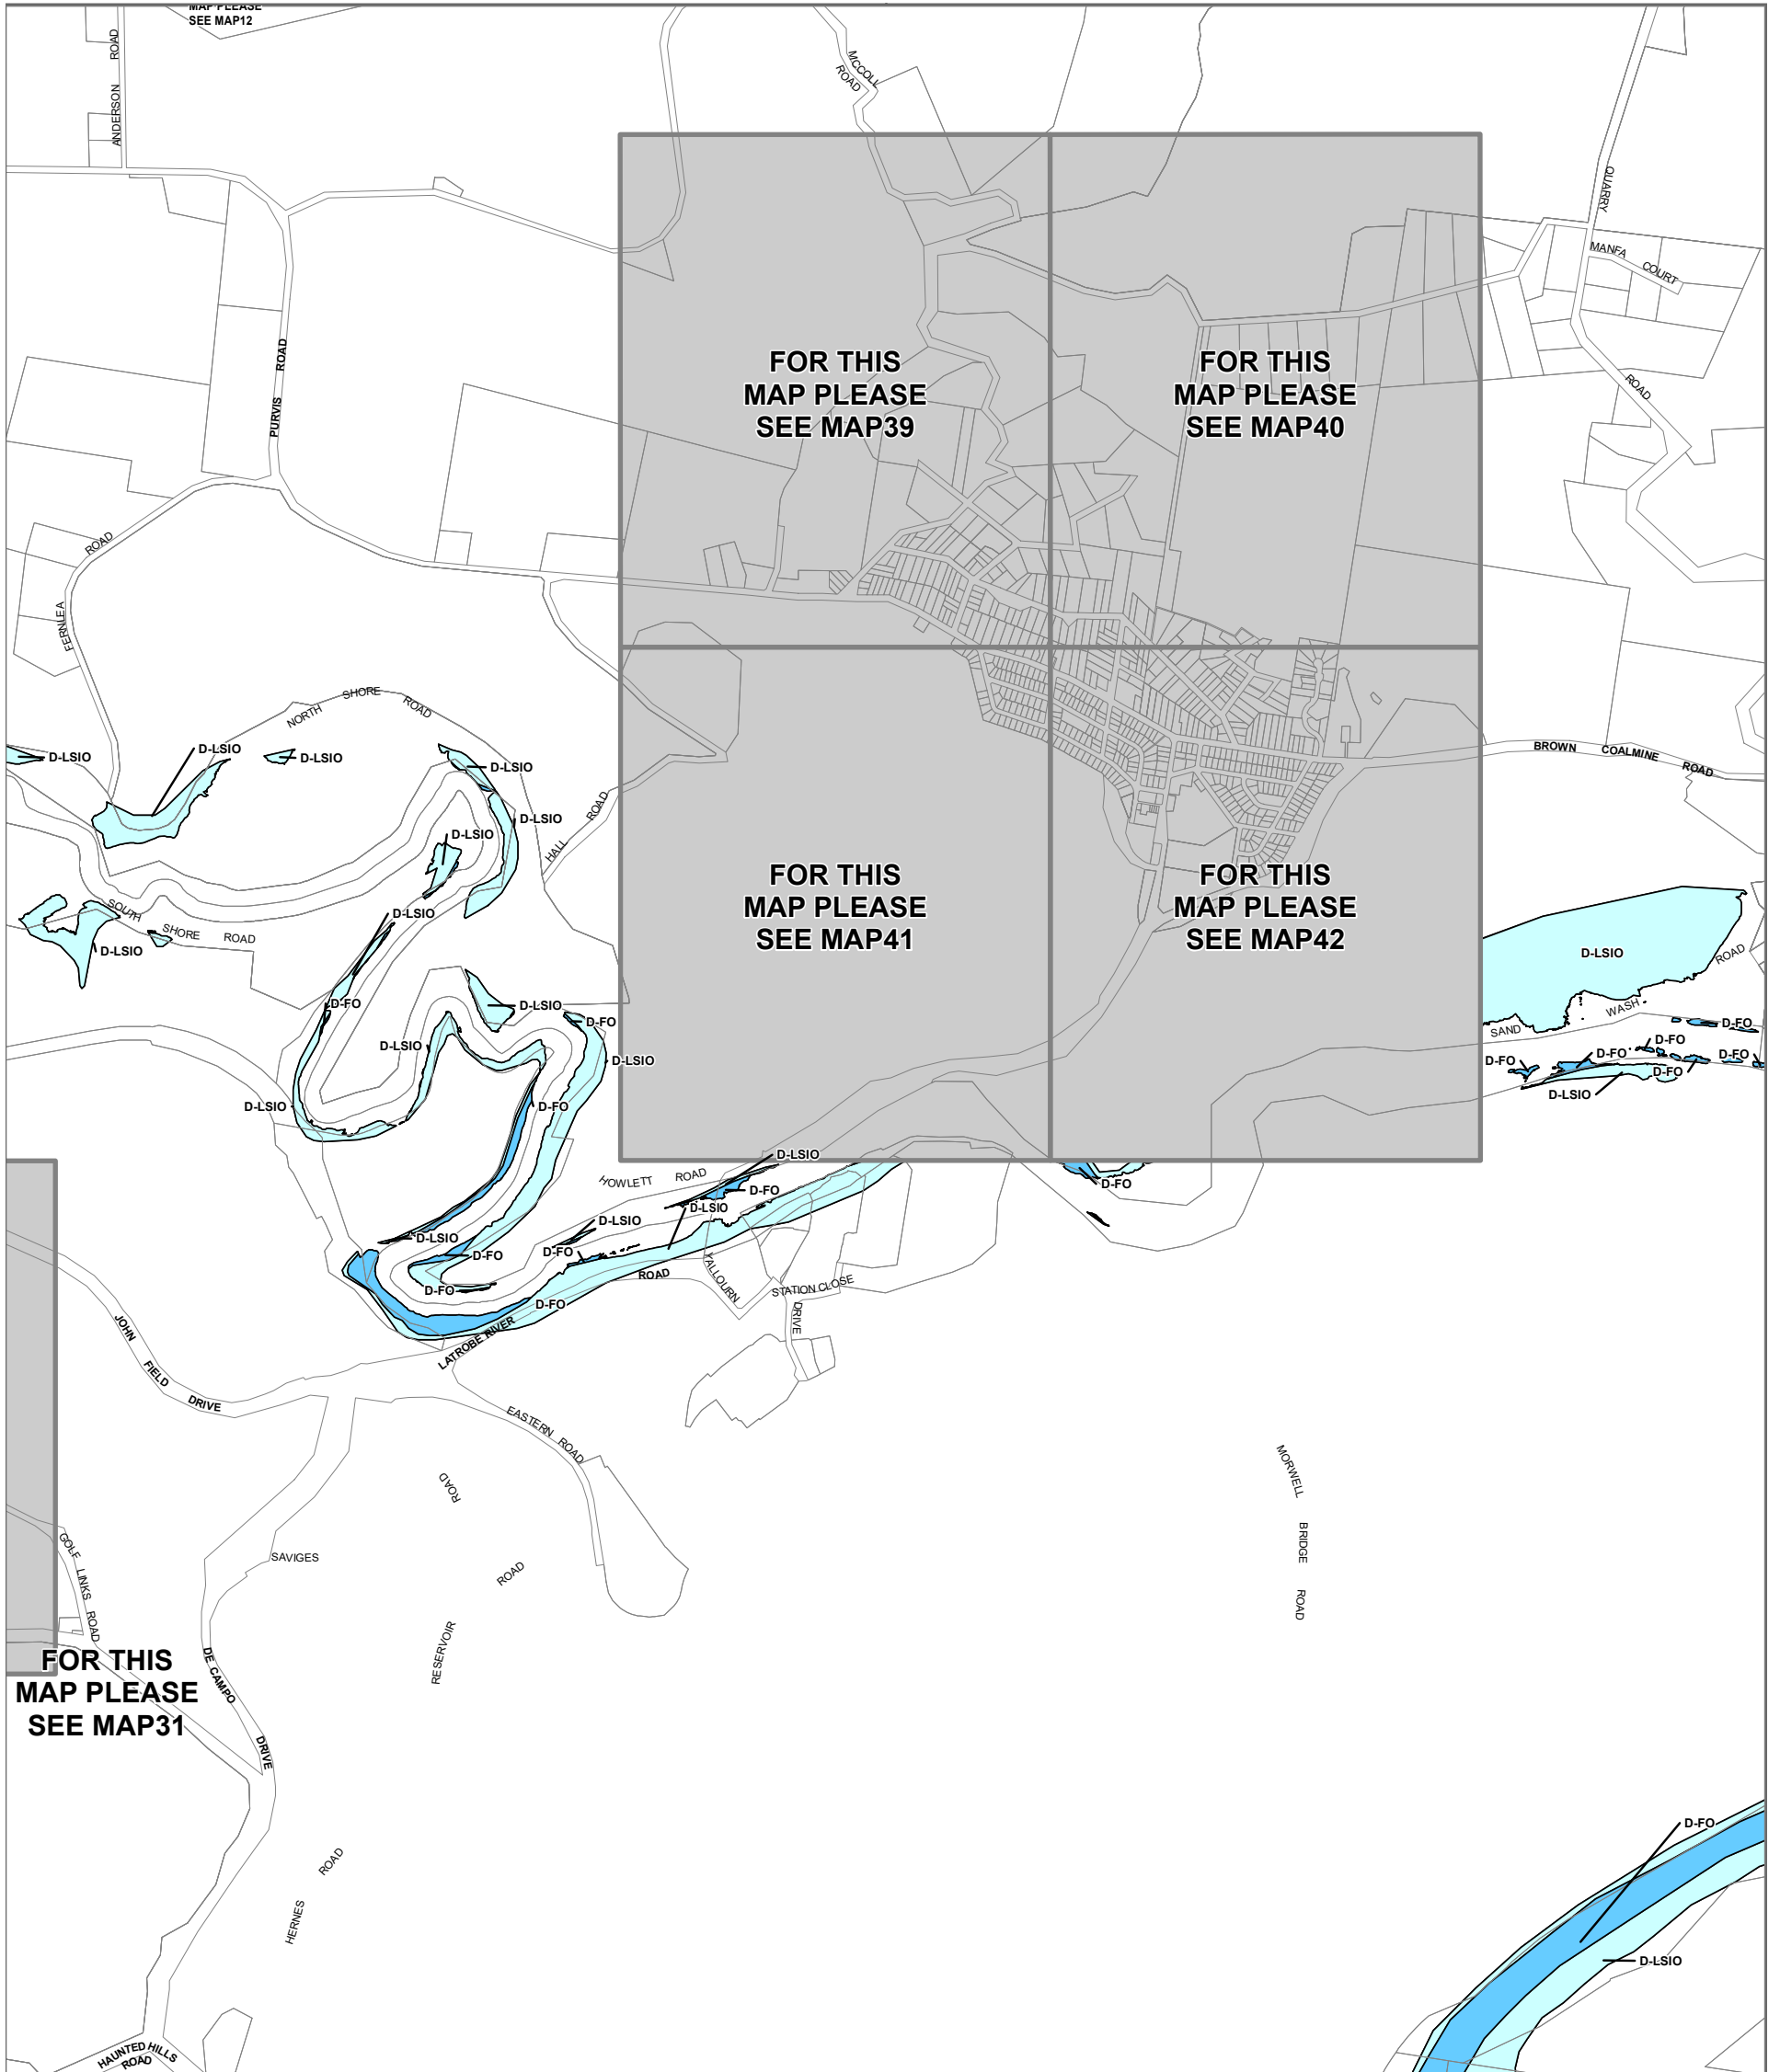 MAP PLEASE
SEE MAP12
ANDERSON ROAD
MCCOLL
ROAD
QUARRY
MANFA COURT
ROAD
PURVIS ROAD
FOR THIS
MAP PLEASE
SEE MAP39
FOR THIS
MAP PLEASE
SEE MAP40
ROAD
FERNLEA
NORTH SHORE ROAD
D-LSIO
D-LSIO
D-LSIO
D-LSIO
D-LSIO
D-LSIO
HALL ROAD
BROWN COALMINE ROAD
FOR THIS
MAP PLEASE
SEE MAP41
FOR THIS
MAP PLEASE
SEE MAP42
SOUTH
SHORE ROAD
D-LSIO
D-LSIO
D-FO
D-LSIO
D-FO
D-LSIO
D-LSIO
D-LSIO
D-FO
D-LSIO
ROAD
SAND WASH
D-FO
D-FO
D-FO
D-FO
D-FO
D-FO
D-LSIO
D-LSIO
HOWLETT ROAD
D-FO
D-LSIO
D-LSIO
D-LSIO
D-FO
D-FO
D-FO
D-FO
D-FO
ROAD
YALLOURN
STATION CLOSE
DRIVE
LATROBE RIVER
JOHN
FIELD
DRIVE
EASTERN ROAD
ROAD
MORWELL BRIDGE ROAD
GOLF LINKS ROAD
SAVIGES
ROAD
RESERVOIR
FOR THIS
MAP PLEASE
SEE MAP31
DE CAMPO
DRIVE
D-FO
ROAD
HERNES
D-LSIO
HAUNTED HILLS
ROAD